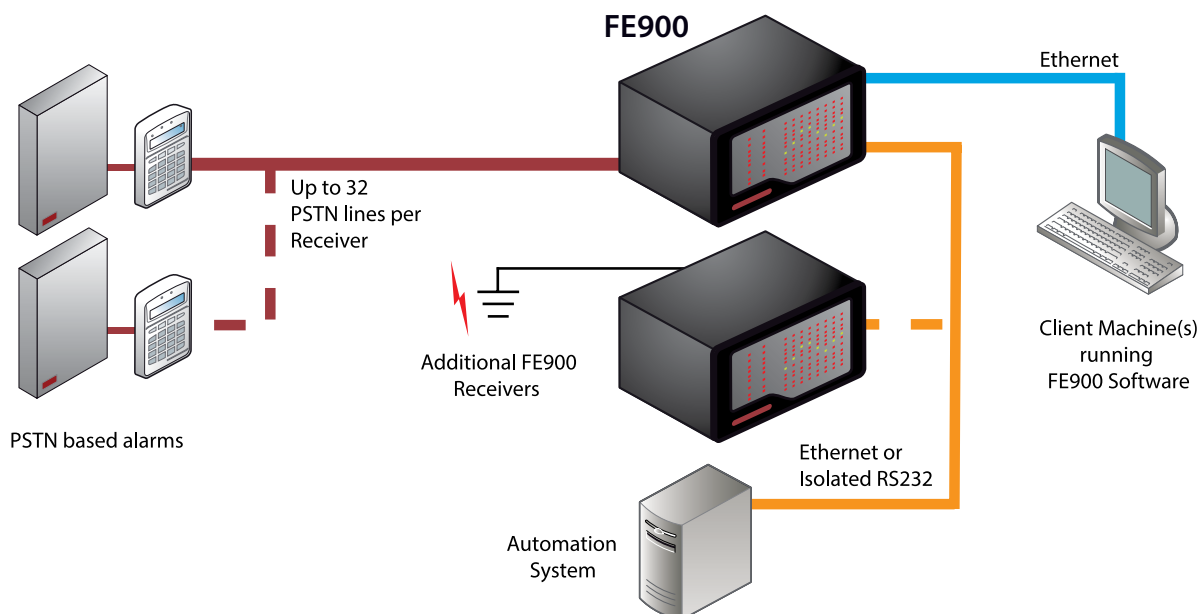 FE900
Ethernet
Up to 32
PSTN lines per
Receiver
Additional FE900
Receivers
Client Machine(s)
running
FE900 Software
PSTN based alarms
Ethernet or
Isolated RS232
Automation
System